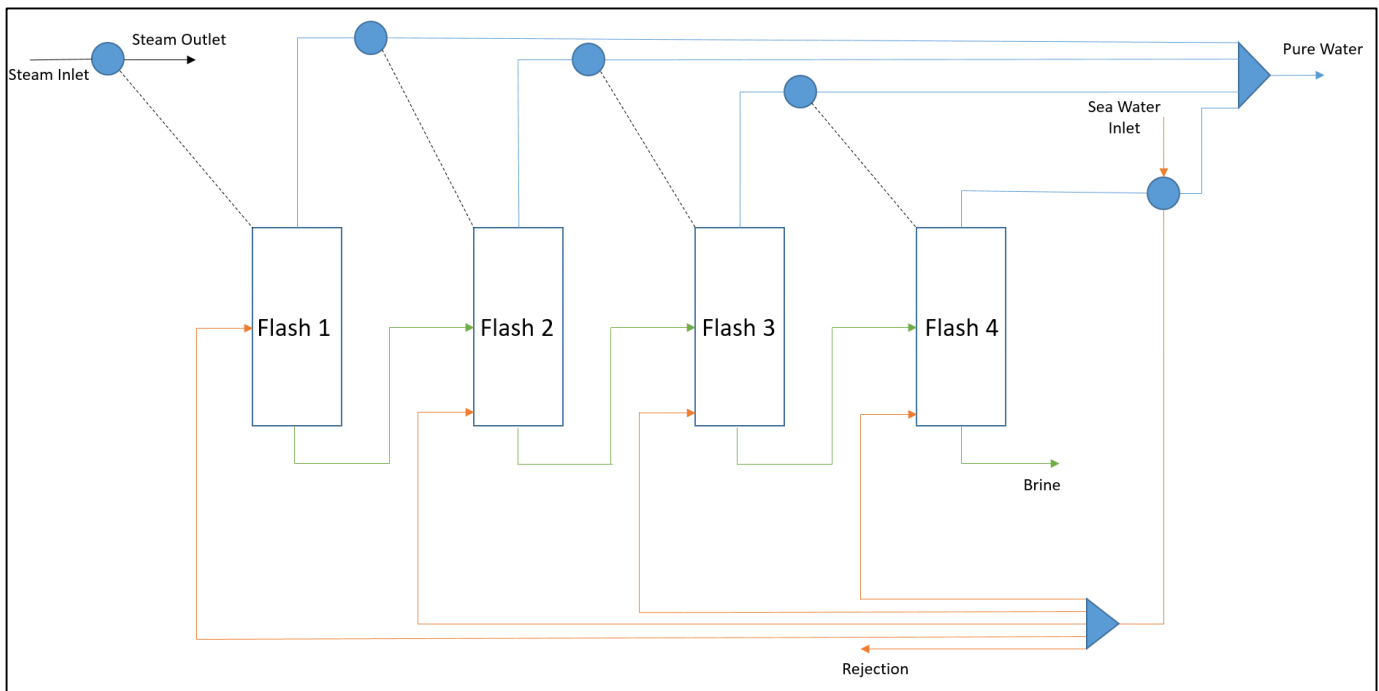 Steam Outlet
Steam Inlet
Pure Water
Sea Water
Inlet
Flash 1
Flash 2
Flash 3
Flash 4
Brine
Rejection